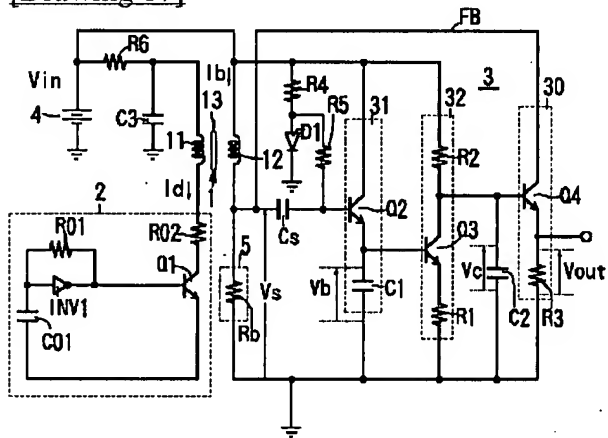 R6
FB
Vin
Ib↓
13
R4
3
30
4
C3
11
12
R5
31
32
D1
R2
Id↓
1
2
R02
Cs
Q2
Q3
Q4
R01
Q1
5
INV1
Rb
Vs
Vb
C1
Vc
C2
Vout
R1
R3
C01